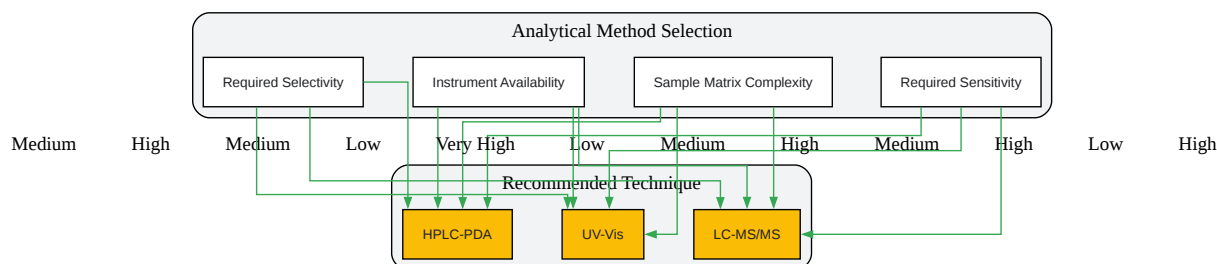 Analytical Method Selection
Required Selectivity Instrument Availability Sample Matrix Complexity Required Sensitivity
Medium High Medium Low Very High Low Medium High Medium High Low High
Recommended Technique
HPLC-PDA UV-Vis LC-MS/MS